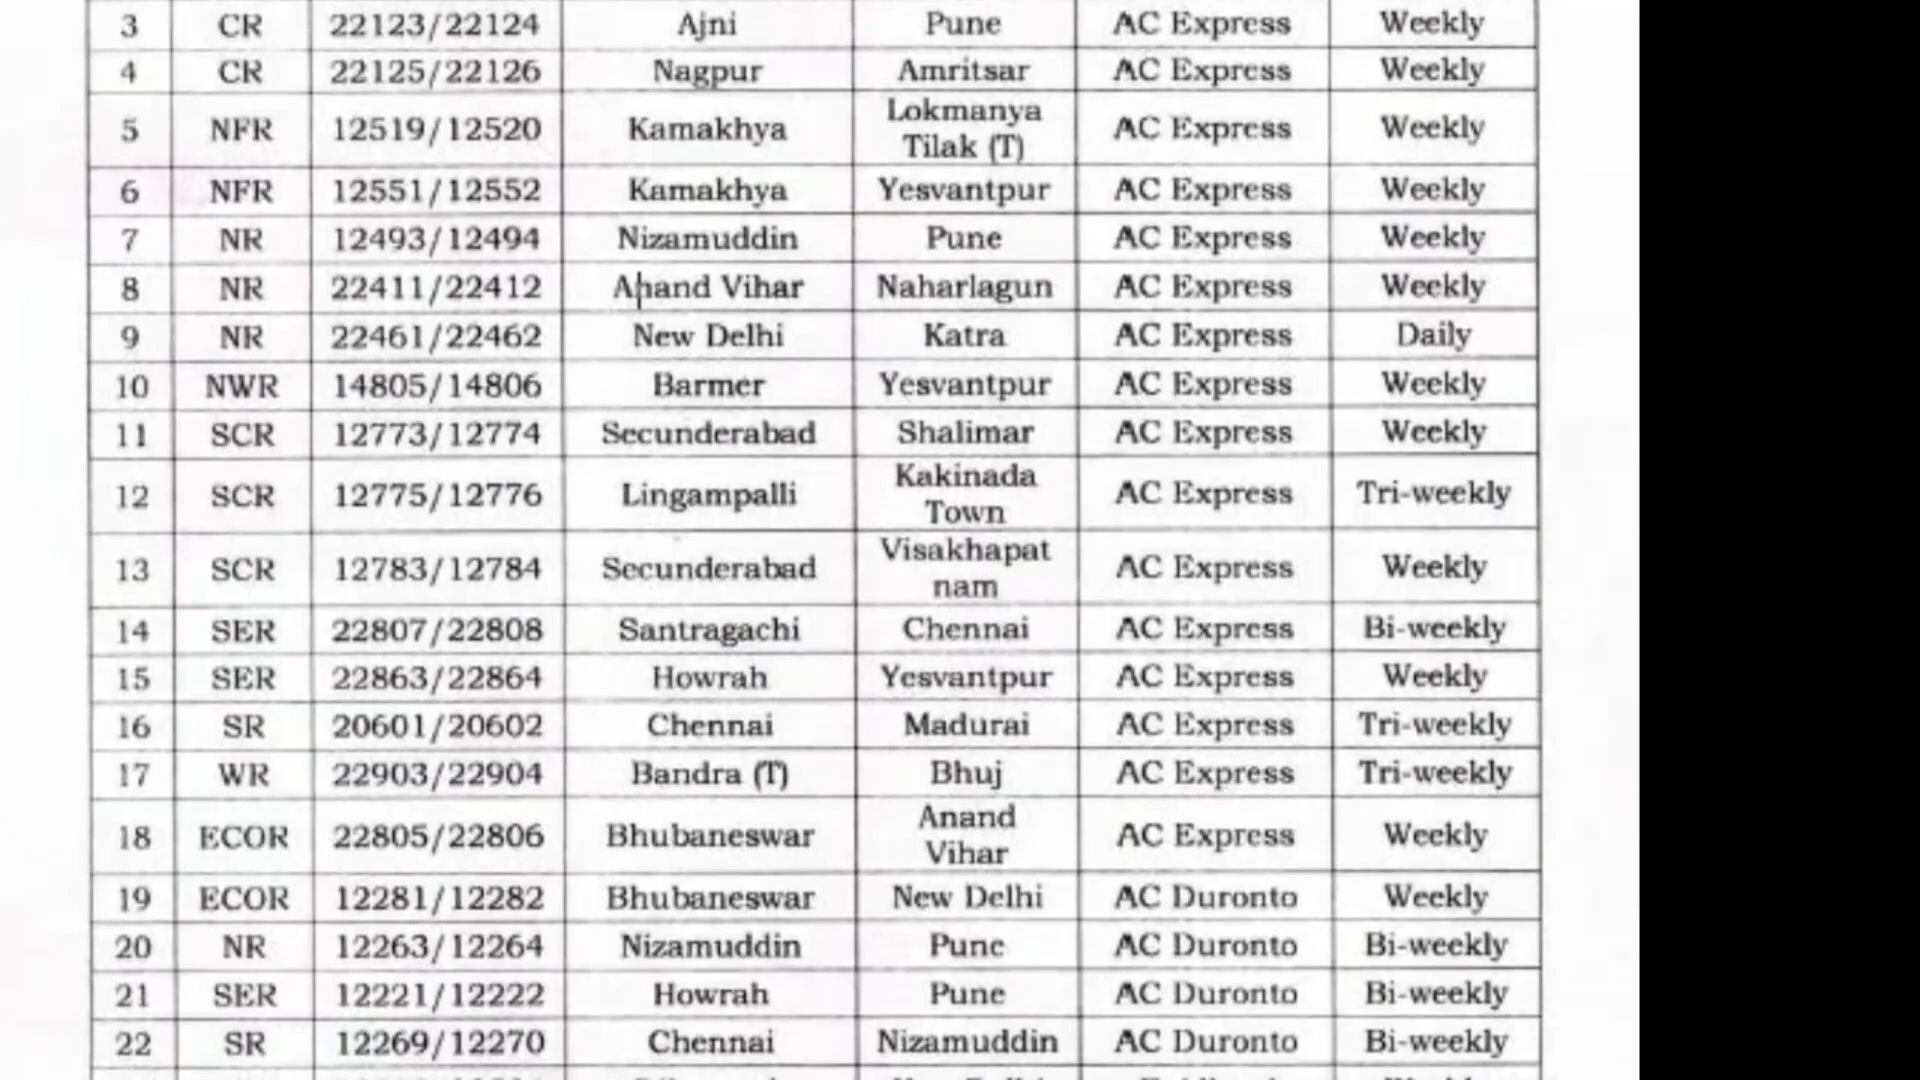 3 CR 22123/22124 Ajni Pune AC Express Weekly
4 CR 22125/22126 Nagpur Amritsar AC Express Weekly
5 NFR 12519/12520 Kamakhya Lokmanya Tilak (T) AC Express Weekly
6 NFR 12551/12552 Kamakhya Yesvantpur AC Express Weekly
7 NR 12493/12494 Nizamuddin Pune AC Express Weekly
8 NR 22411/22412 Anand Vihar Naharlagun AC Express Weekly
9 NR 22461/22462 New Delhi Katra AC Express Daily
10 NWR 14805/14806 Barmer Yesvantpur AC Express Weekly
11 SCR 12773/12774 Secunderabad Shalimar AC Express Weekly
12 SCR 12775/12776 Lingampalli Kakinada Town AC Express Tri-weekly
13 SCR 12783/12784 Secunderabad Visakhapat nam AC Express Weekly
14 SER 22807/22808 Santragachi Chennai AC Express Bi-weekly
15 SER 22863/22864 Howrah Yesvantpur AC Express Weekly
16 SR 20601/20602 Chennai Madurai AC Express Tri-weekly
17 WR 22903/22904 Bandra (T) Bhuj AC Express Tri-weekly
18 ECOR 22805/22806 Bhubaneswar Anand Vihar AC Express Weekly
19 ECOR 12281/12282 Bhubaneswar New Delhi AC Duronto Weekly
20 NR 12263/12264 Nizamuddin Pune AC Duronto Bi-weekly
21 SER 12221/12222 Howrah Pune AC Duronto Bi-weekly
22 SR 12269/12270 Chennai Nizamuddin AC Duronto Bi-weekly